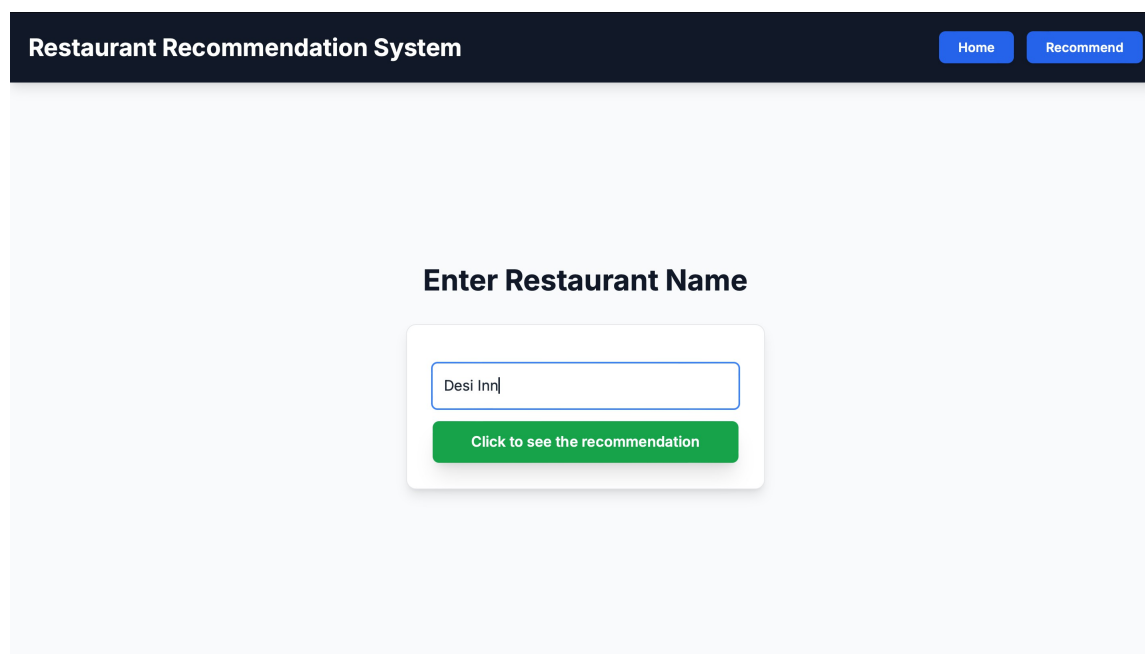 Restaurant Recommendation System
Home
Recommend
Enter Restaurant Name
Desi Inn
Click to see the recommendation